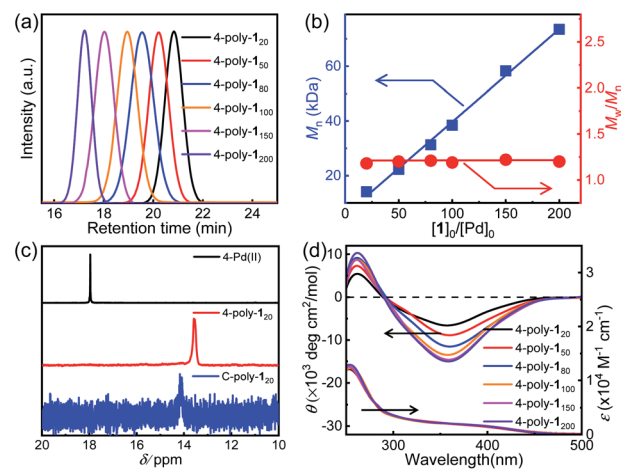 (a)
4-poly-1₂₀
4-poly-1₅₀
4-poly-1₈₀
4-poly-1₁₀₀
4-poly-1₁₅₀
4-poly-1₂₀₀
Intensity (a.u.)
16 18 20 22 24
Retention time (min)
(b)
80
60
40
20
Mₙ (kDa)
2.5
2.0
1.5
1.0
M_w/Mₙ
0 50 100 150 200
[1]₀/[Pd]₀
(c)
4-Pd(II)
4-poly-1₂₀
C-poly-1₂₀
20 18 16 14 12 10
δ/ppm
(d)
10
0
-10
-20
-30
θ (×10³ deg cm²/mol)
4-poly-1₂₀
4-poly-1₅₀
4-poly-1₈₀
4-poly-1₁₀₀
4-poly-1₁₅₀
4-poly-1₂₀₀
3
2
1
0
ε (×10⁴ M⁻¹ cm⁻¹)
300 400 500
Wavelength(nm)